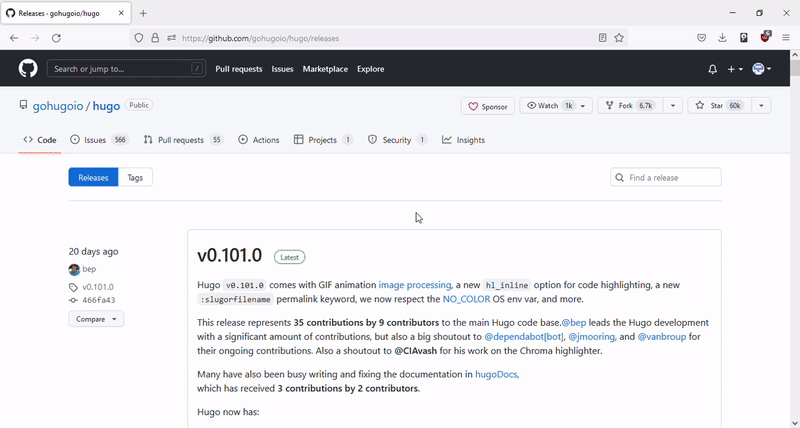 Releases · gohugoio/hugo
https://github.com/gohugoio/hugo/releases
Search or jump to...
/
Pull requests
Issues
Marketplace
Explore
gohugoio / hugo
Public
Sponsor
Watch 1k
Fork 6.7k
Star 60k
Code
Issues 566
Pull requests 55
Actions
Projects 1
Security 1
Insights
Releases
Tags
Find a release
20 days ago
bep
v0.101.0
466fa43
Compare
v0.101.0
Latest
Hugo v0.101.0 comes with GIF animation image processing, a new hl_inline option for code highlighting, a new
:slugorfilename permalink keyword, we now respect the NO_COLOR OS env var, and more.
This release represents 35 contributions by 9 contributors to the main Hugo code base.@bep leads the Hugo development
with a significant amount of contributions, but also a big shoutout to @dependabot[bot], @jmooring, and @vanbroup for
their ongoing contributions. Also a shoutout to @CIAvash for his work on the Chroma highlighter.
Many have also been busy writing and fixing the documentation in hugoDocs,
which has received 3 contributions by 2 contributors.
Hugo now has: